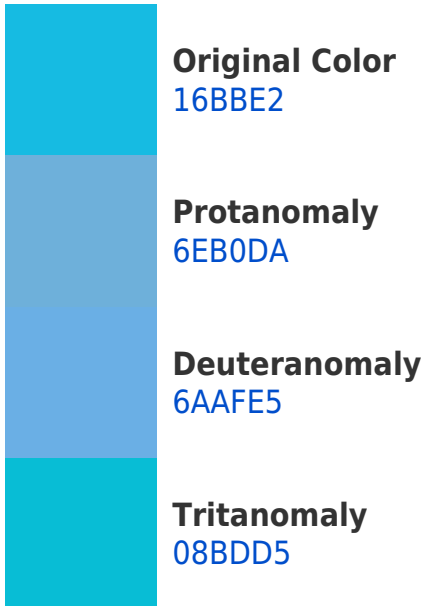 Original Color
16BBE2
Protanomaly
6EB0DA
Deuteranomaly
6AAFE5
Tritanomaly
08BDD5